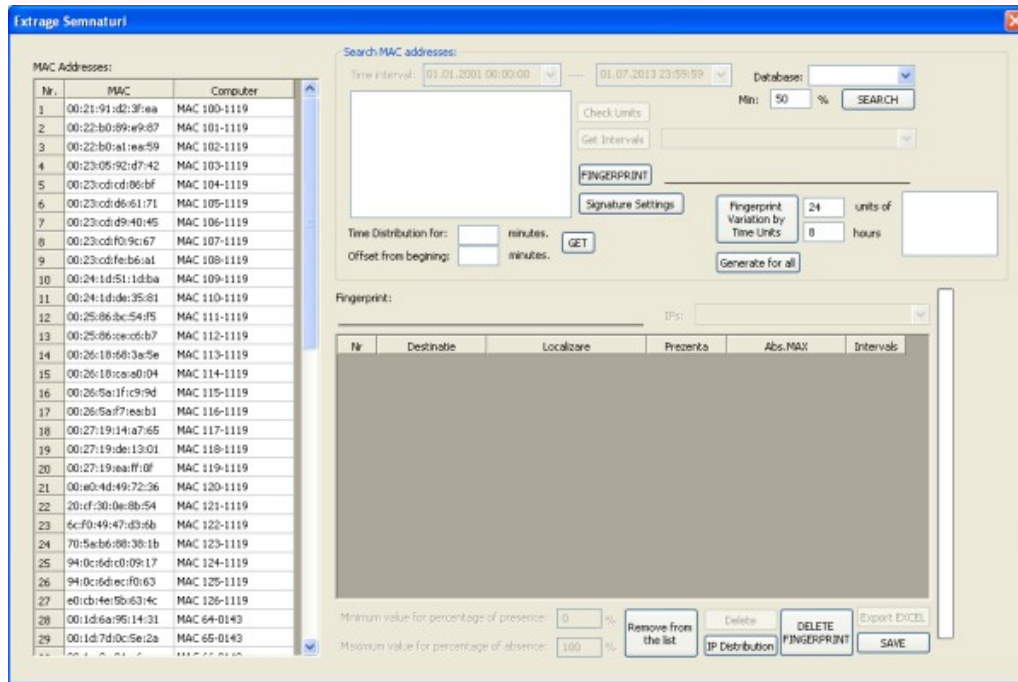 Extrage Semnaturi
MAC Addresses:
Nr. MAC Computer
1 00:21:91:d2:3f:ea MAC 100-1119
2 00:22:b0:89:e9:87 MAC 101-1119
3 00:22:b0:a1:ea:59 MAC 102-1119
4 00:23:05:92:d7:42 MAC 103-1119
5 00:23:cd:cd:86:bf MAC 104-1119
6 00:23:cd:d6:61:71 MAC 105-1119
7 00:23:cd:d9:40:45 MAC 106-1119
8 00:23:cd:f0:9c:67 MAC 107-1119
9 00:23:cd:fe:b6:a1 MAC 108-1119
10 00:24:1d:51:1d:ba MAC 109-1119
11 00:24:1d:de:35:81 MAC 110-1119
12 00:25:86:bc:54:f5 MAC 111-1119
13 00:25:86:ce:c6:b7 MAC 112-1119
14 00:26:18:68:3a:5e MAC 113-1119
15 00:26:18:ca:a0:04 MAC 114-1119
16 00:26:5a:1f:c9:9d MAC 115-1119
17 00:26:5a:f7:ea:b1 MAC 116-1119
18 00:27:19:14:a7:65 MAC 117-1119
19 00:27:19:de:13:01 MAC 118-1119
20 00:27:19:ea:ff:0f MAC 119-1119
21 00:e0:4d:49:72:36 MAC 120-1119
22 20:cf:30:0e:8b:54 MAC 121-1119
23 6c:f0:49:47:d3:6b MAC 122-1119
24 70:5a:b6:88:38:1b MAC 123-1119
25 94:0c:6d:c0:09:17 MAC 124-1119
26 94:0c:6d:ec:f0:63 MAC 125-1119
27 e0:cb:4e:5b:63:4c MAC 126-1119
28 00:1d:6a:95:14:31 MAC 64-0143
29 00:1d:7d:0c:5e:2a MAC 65-0143
Search MAC addresses:
Time interval: 01.01.2001 00:00:00 ---- 01.07.2013 23:59:59 Database:
Min: 50 % SEARCH
Check Limits
Get Intervals
FINGERPRINT
Signature Settings
Fingerprint Variation by Time Units 24 units of
8 hours
Time Distribution for: minutes.
GET
Offset from begining: minutes.
Generate for all
Fingerprint:
IPs:
Nr Destinatie Localizare Prezenta Abs.MAX Intervals
Minimum value for percentage of presence: 0 %
Maximum value for percentage of absence: 100 %
Remove from the list
Delete
IP Distribution
DELETE FINGERPRINT
Export EXCEL
SAVE